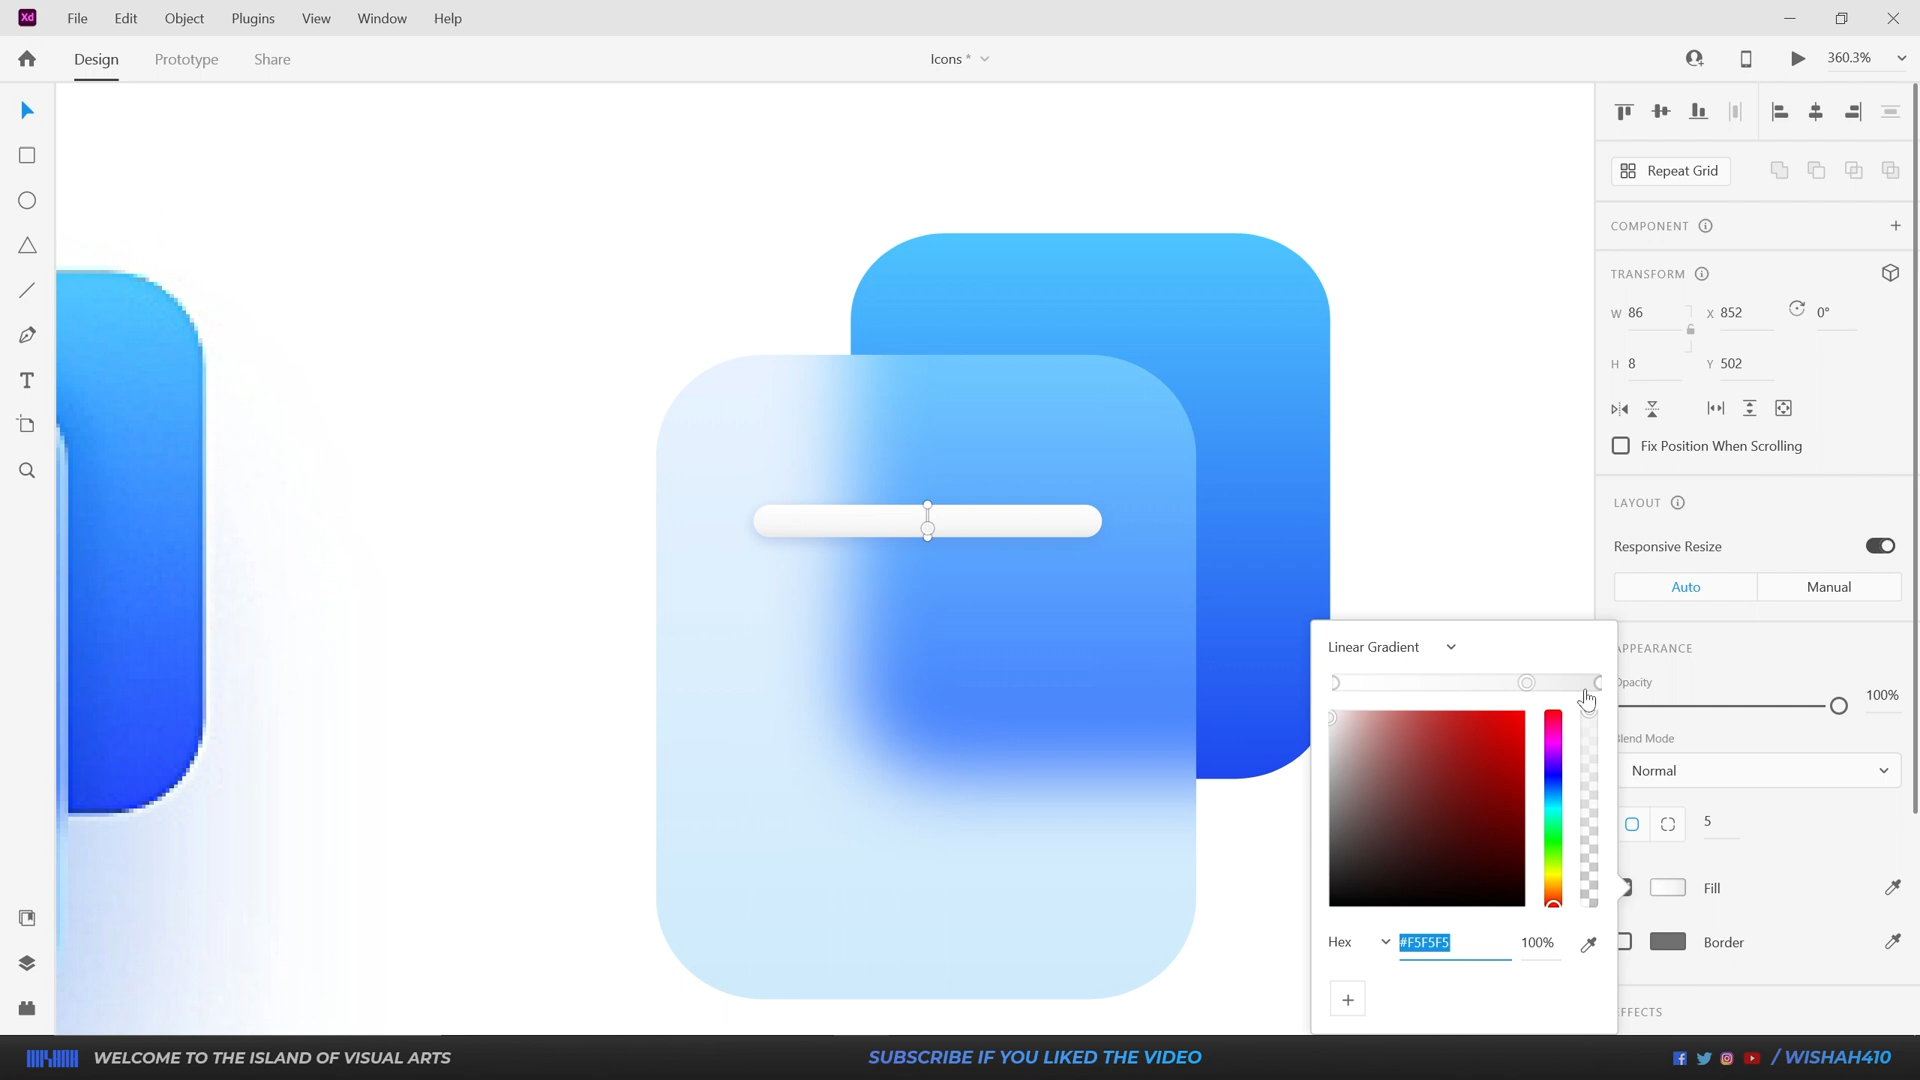 Xd File Edit Object Plugins View Window Help
Design Prototype Share Icons * 360.3%
Repeat Grid
COMPONENT
TRANSFORM
W 86 X 852 0°
H 8 Y 502
Fix Position When Scrolling
LAYOUT
Responsive Resize
Auto Manual
APPEARANCE
Opacity
100%
Blend Mode
Normal
5
Fill
Border
EFFECTS
Linear Gradient
Hex #F5F5F5 100%
WELCOME TO THE ISLAND OF VISUAL ARTS SUBSCRIBE IF YOU LIKED THE VIDEO / WISHAH410